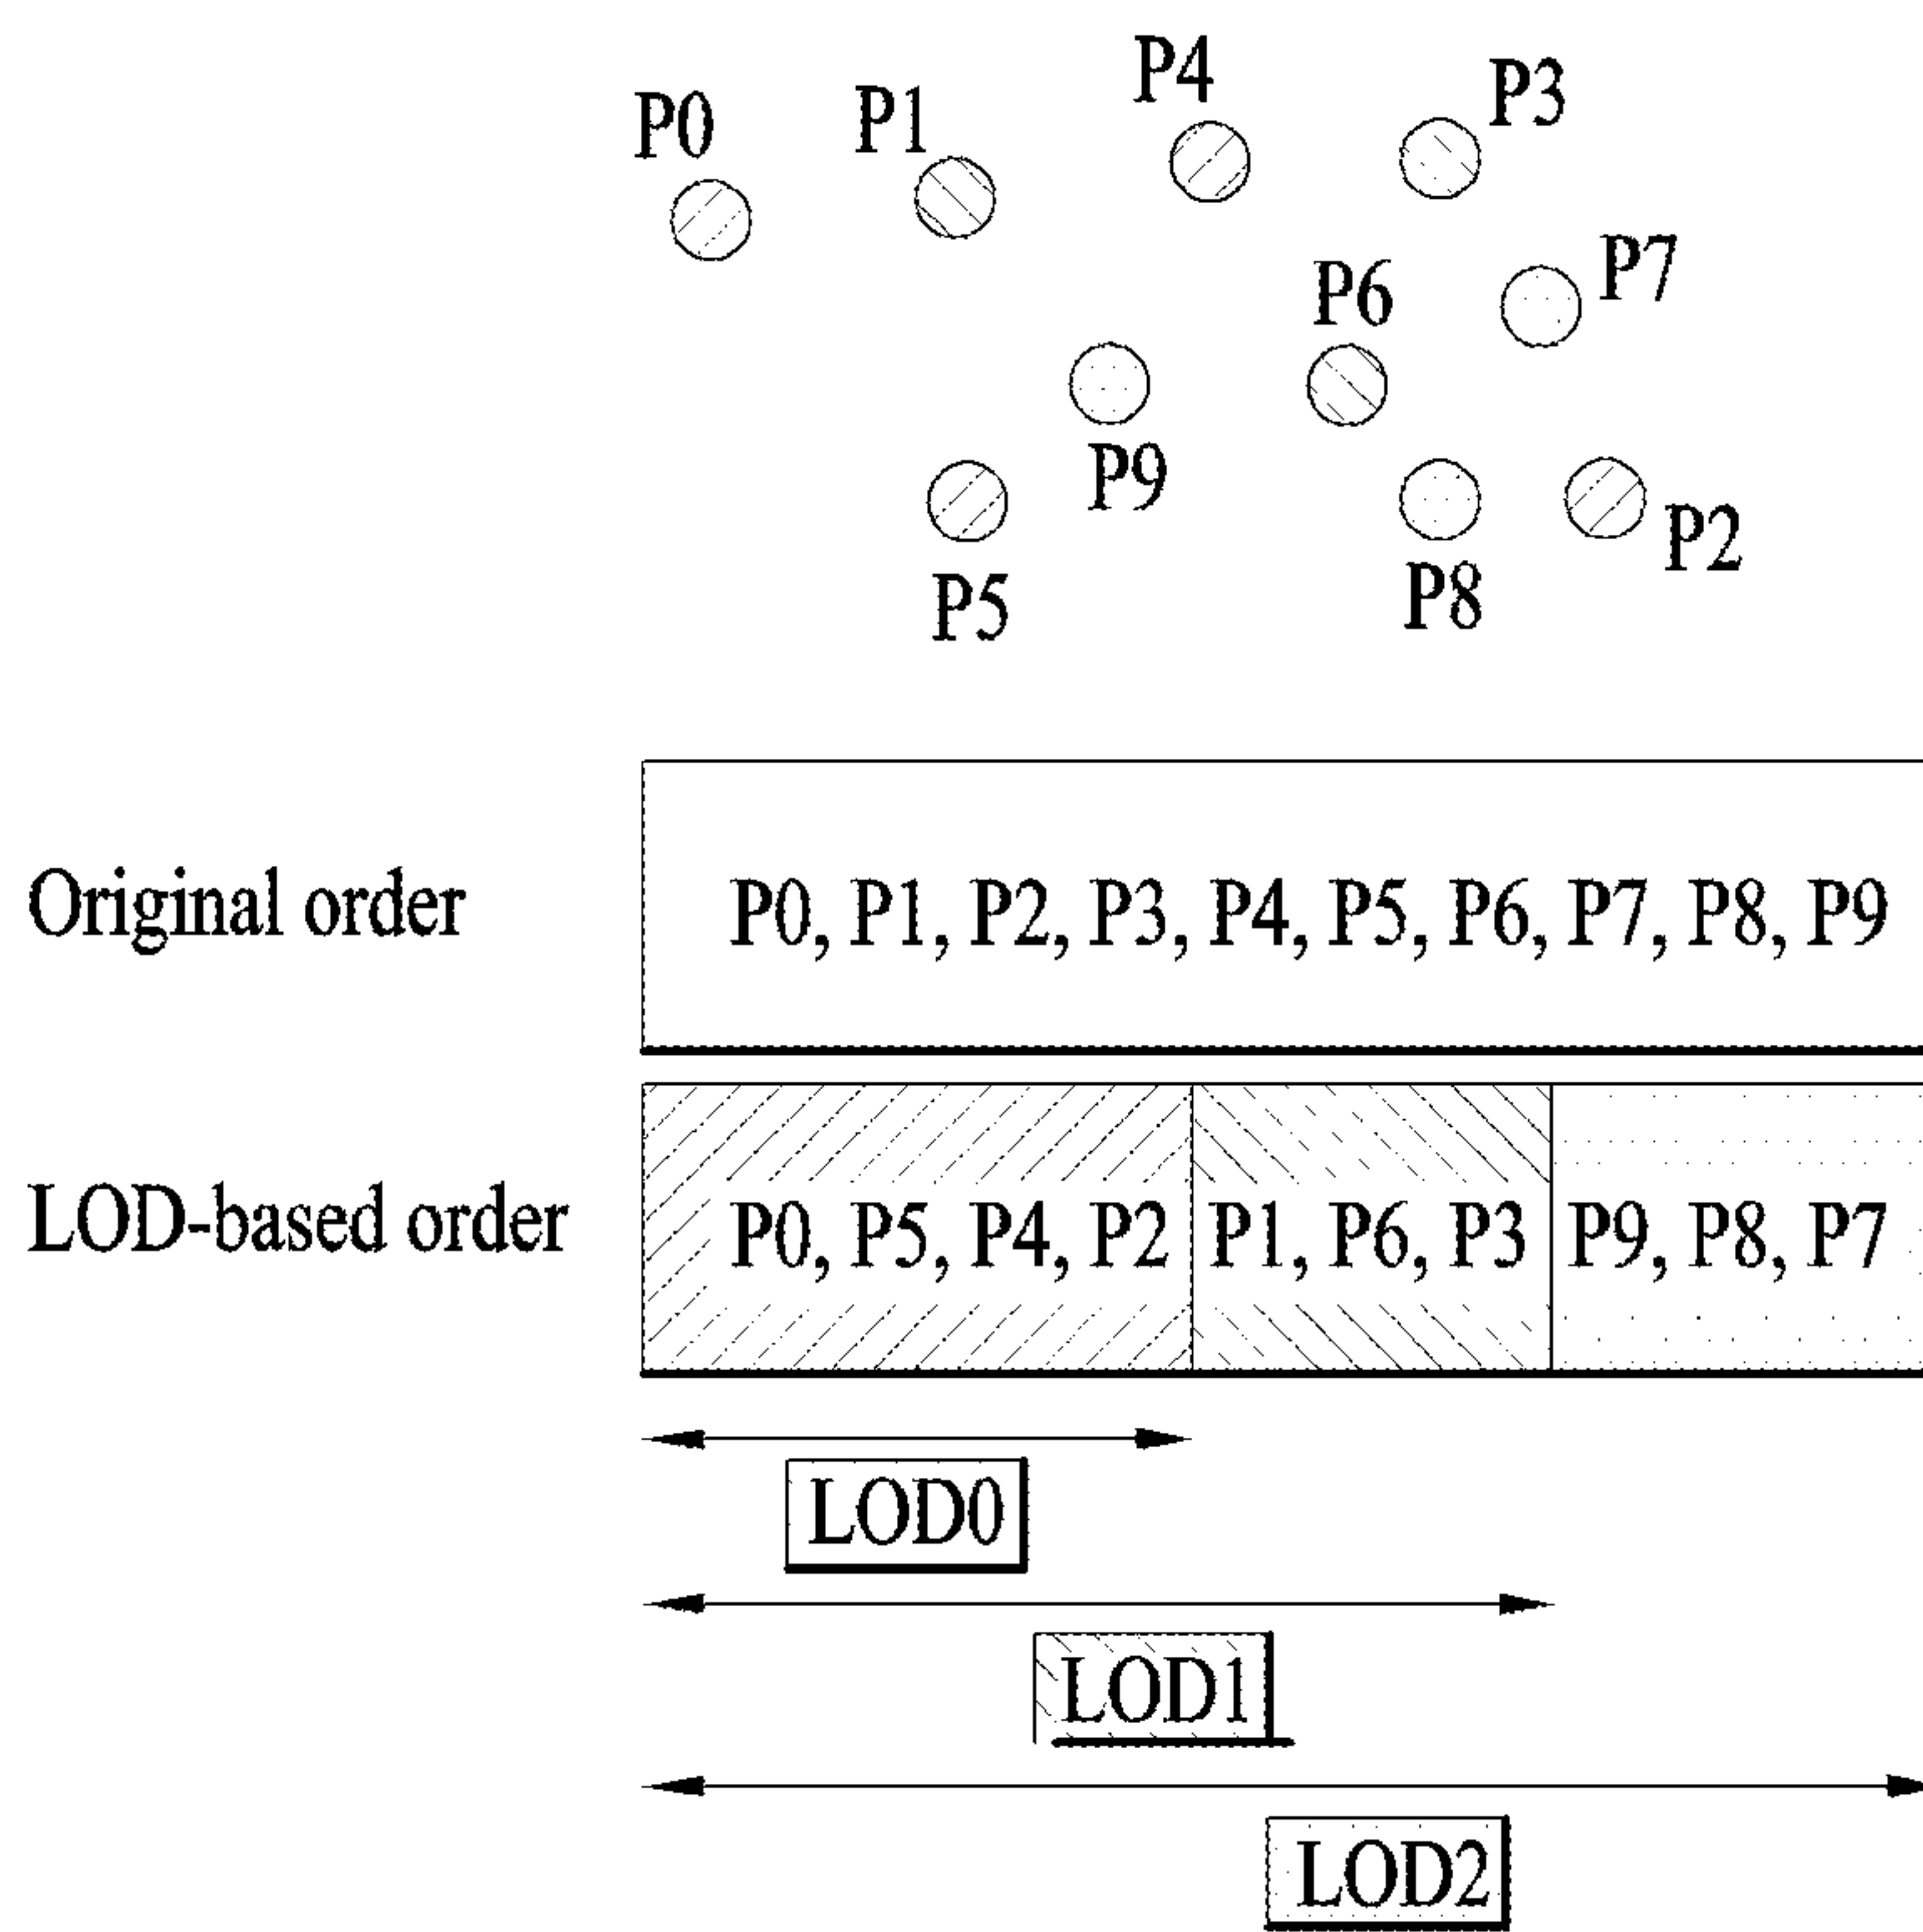 P4
P3
P0
P1
P7
P6
P9
P2
P8
P5
Original order
P0, P1, P2, P3, P4, P5, P6, P7, P8, P9
LOD-based order
P0, P5, P4, P2
P1, P6, P3
P9, P8, P7
LOD0
LOD1
LOD2